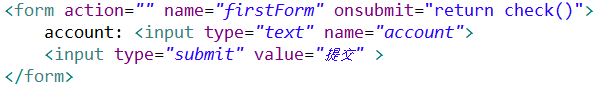 <form action="" name="firstForm" onsubmit="return check()">
account: <input type="text" name="account">
<input type="submit" value="提交" >
</form>